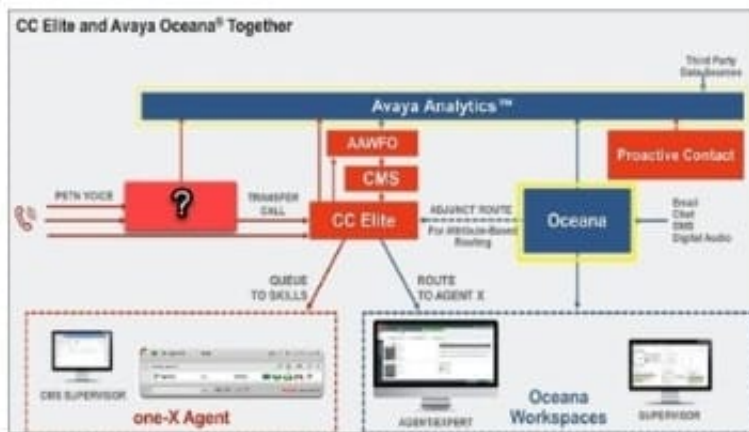 CC Elite and Avaya Oceana® Together
Third Party
Data Sources
Avaya Analytics™
AAWFO
Proactive Contact
CMS
PSTN VOICE
?
TRANSFER
CALL
CC Elite
ADJUNCT ROUTE
For Attribute-Based
Routing
Oceana
Email
Chat
SMS
Digital Audio
QUEUE
TO SKILLS
ROUTE
TO AGENT X
CMS SUPERVISOR
one-X Agent
AGENT/EXPERT
Oceana
Workspaces
SUPERVISOR